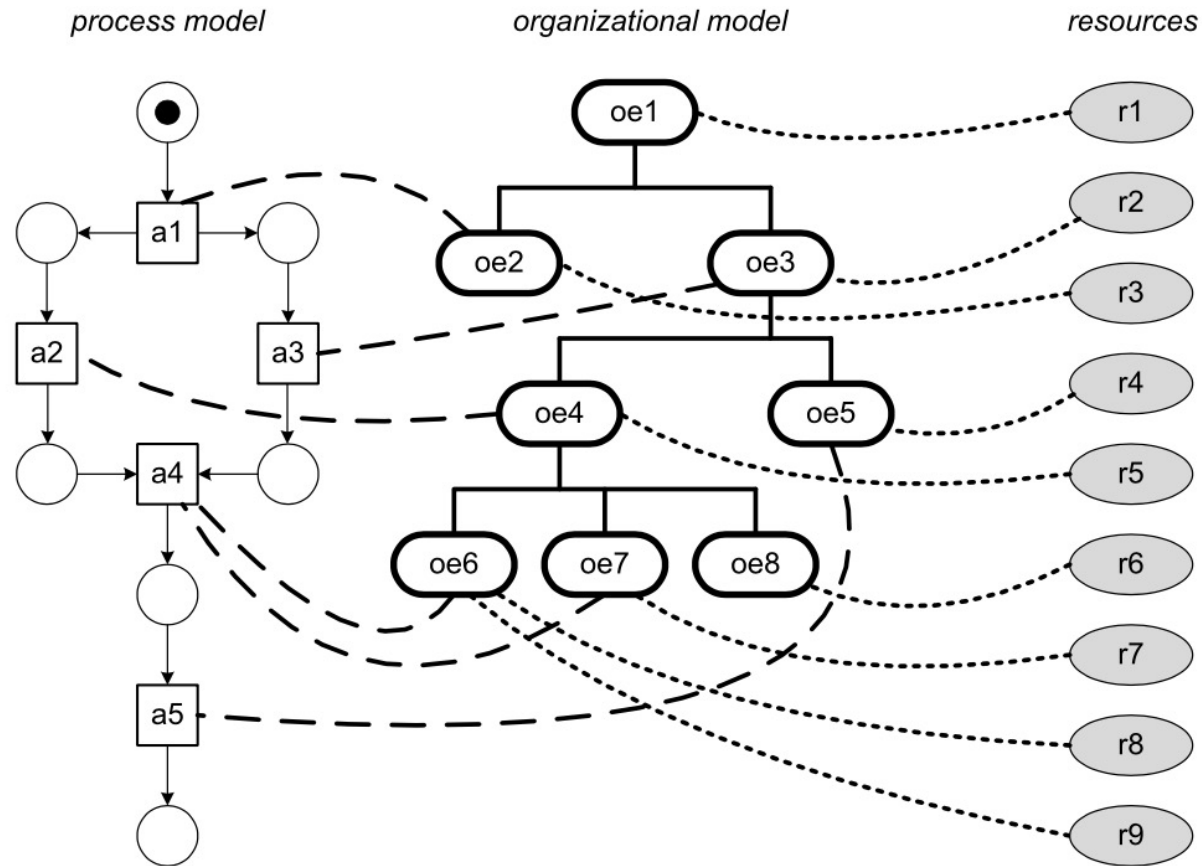 process model
organizational model
resources
oe1
r1
a1
oe2
oe3
r2
r3
a2
a3
oe4
oe5
r4
a4
r5
oe6
oe7
oe8
r6
r7
a5
r8
r9